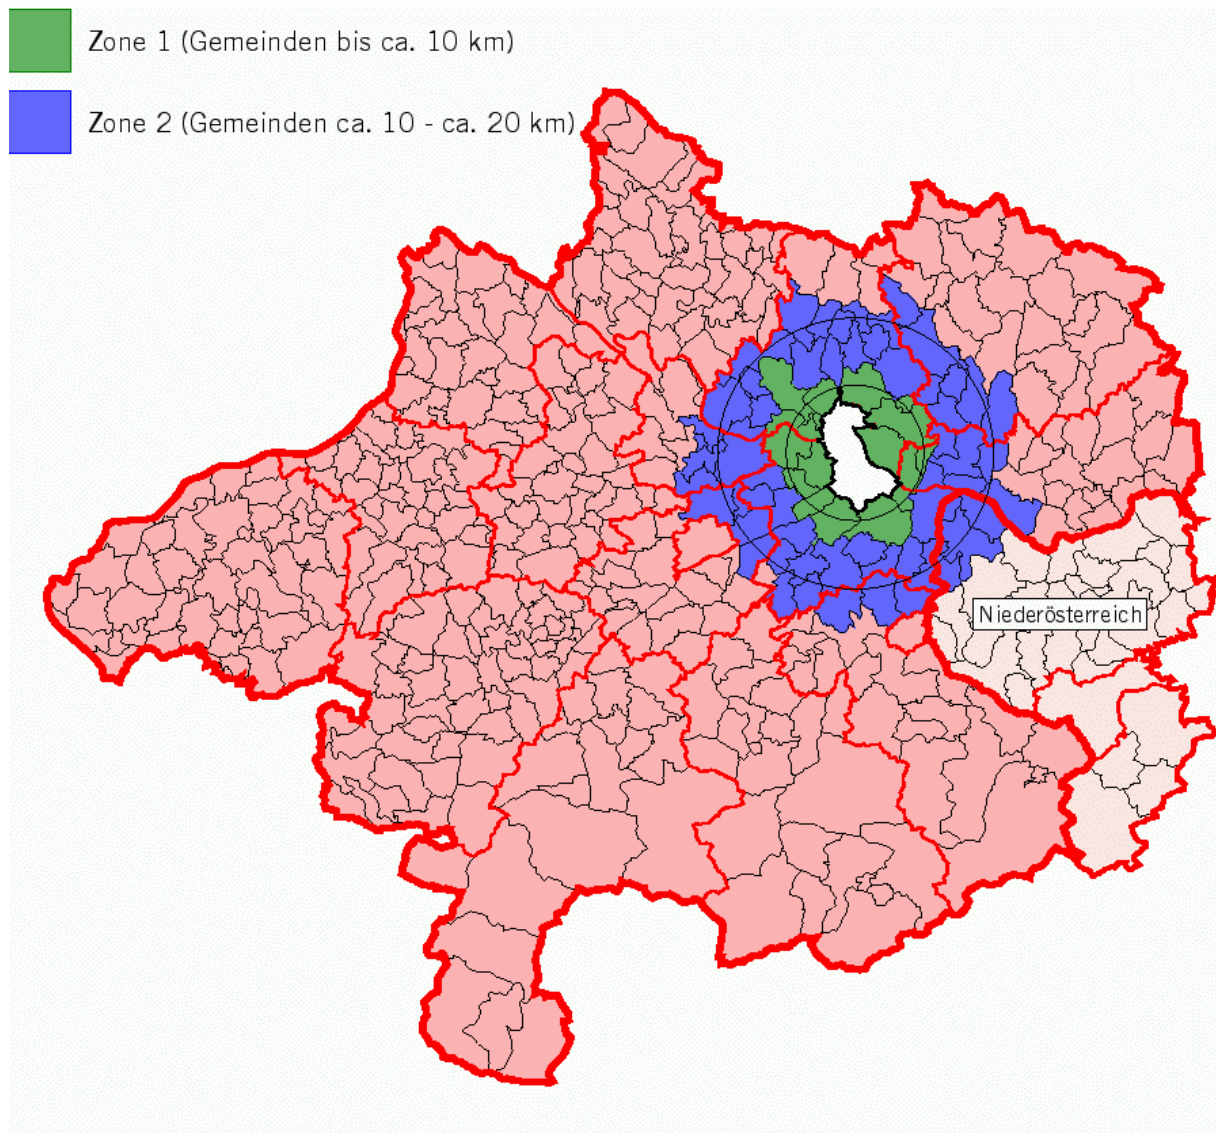 Zone 1 (Gemeinden bis ca. 10 km)
Zone 2 (Gemeinden ca. 10 - ca. 20 km)
Niederösterreich